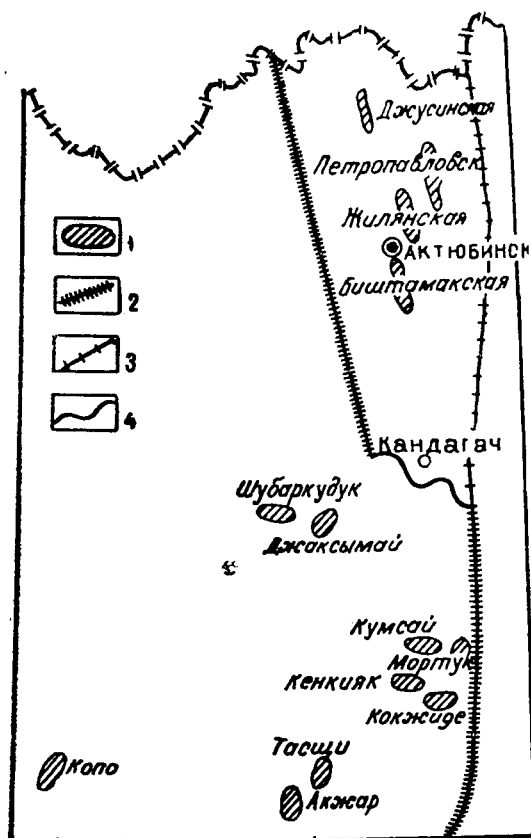 Джусинская
Петропавловск
Жилянская
Актюбинск
Биштамакская
1
2
3
4
Кандагач
Шубаркудук
Джаксымай
Кумсай
Мортук
Кенкияк
Кокжиде
Тасщи
Копо
Акжар